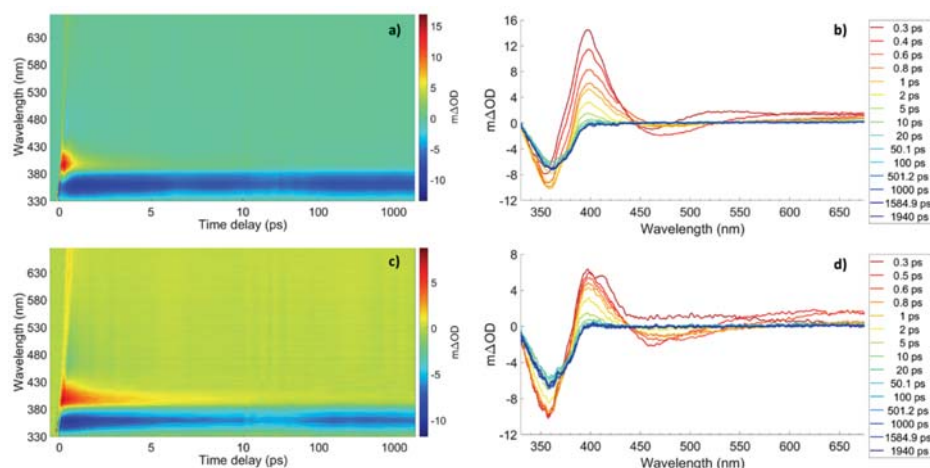 a)
Wavelength (nm)
630
580
530
480
430
380
330
0
5
10
100
1000
Time delay (ps)
15
10
5
0
-5
-10
mΔOD
b)
mΔOD
16
12
8
4
0
-4
-8
-12
350
400
450
500
550
600
650
Wavelength (nm)
0.3 ps
0.4 ps
0.6 ps
0.8 ps
1 ps
2 ps
5 ps
10 ps
20 ps
50.1 ps
100 ps
501.2 ps
1000 ps
1584.9 ps
1940 ps
c)
Wavelength (nm)
630
580
530
480
430
380
330
0
5
10
100
1000
Time delay (ps)
5
0
-5
-10
mΔOD
d)
mΔOD
8
4
0
-4
-8
-12
350
400
450
500
550
600
650
Wavelength (nm)
0.3 ps
0.5 ps
0.6 ps
0.8 ps
1 ps
2 ps
5 ps
10 ps
20 ps
50.1 ps
100 ps
501.2 ps
1000 ps
1584.9 ps
1940 ps